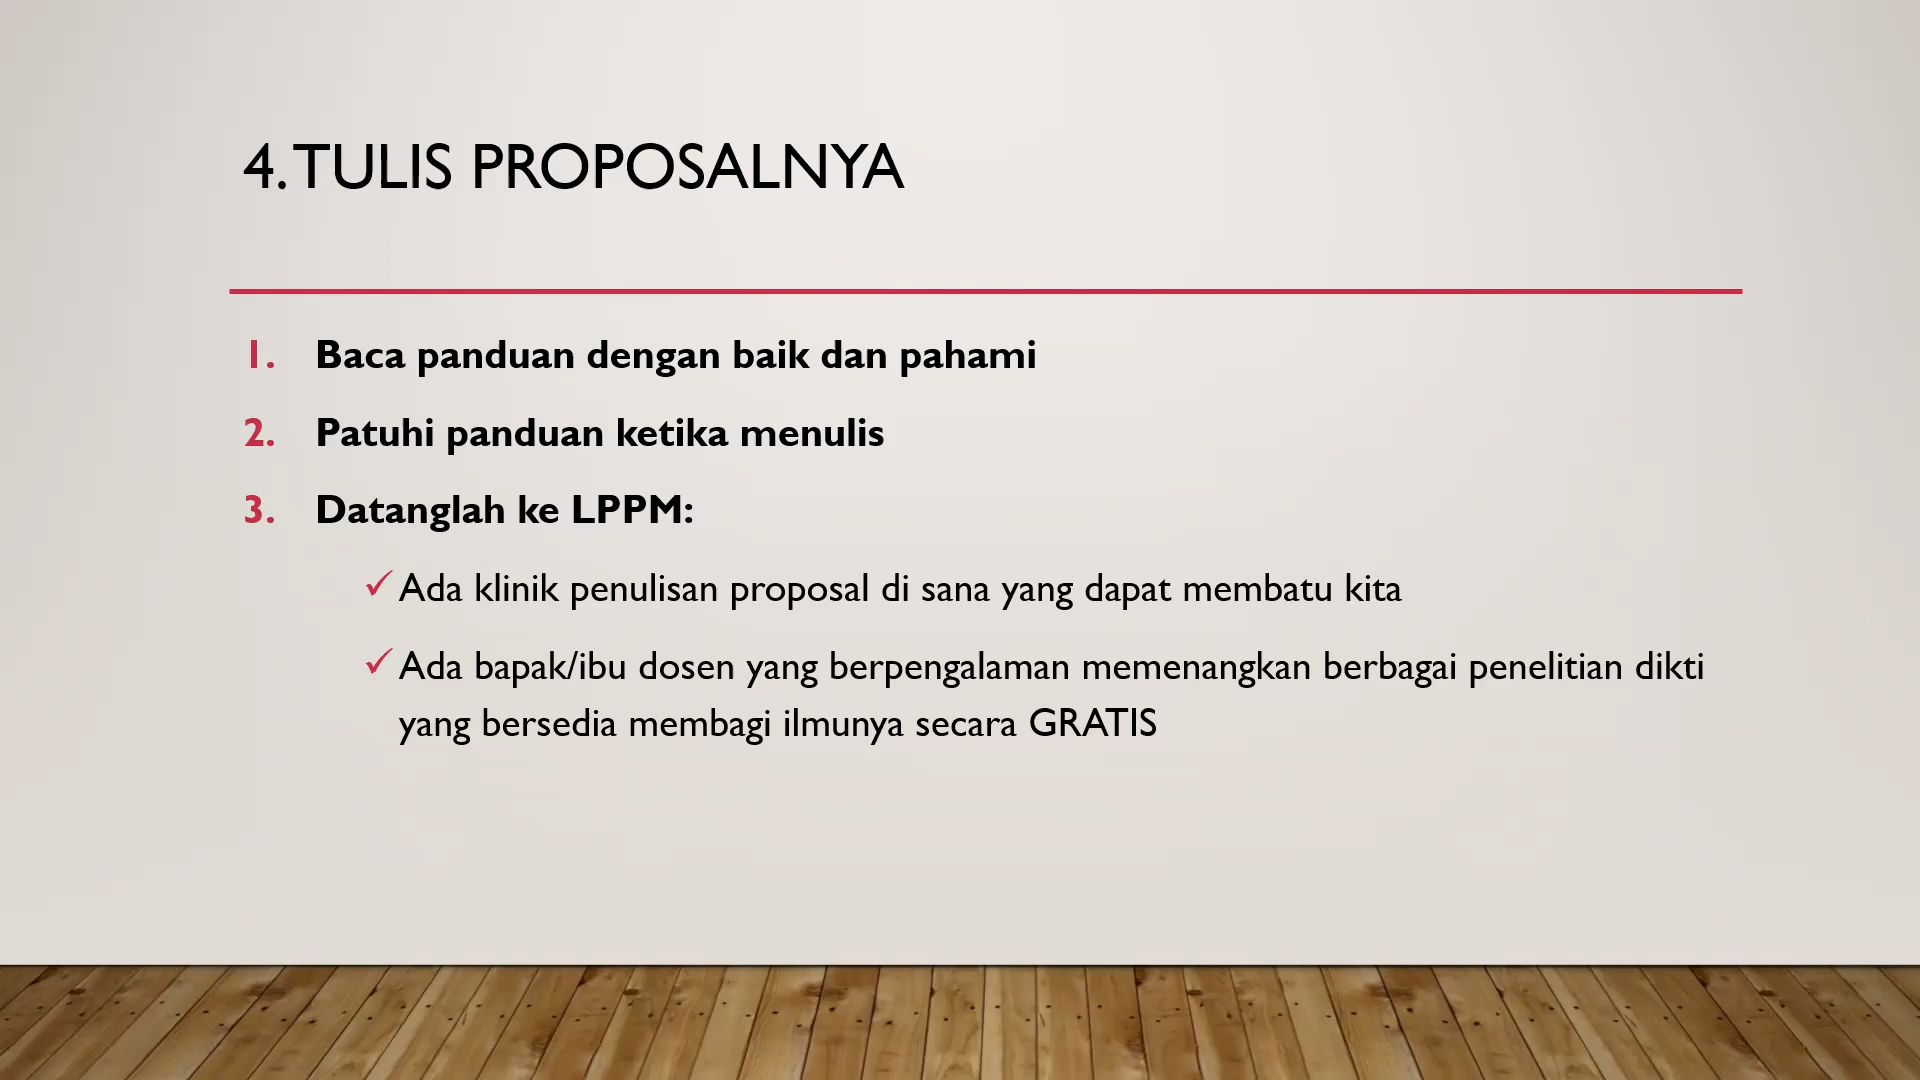 4. TULIS PROPOSALNYA
1. Baca panduan dengan baik dan pahami
2. Patuhi panduan ketika menulis
3. Datanglah ke LPPM:
✓ Ada klinik penulisan proposal di sana yang dapat membatu kita
✓ Ada bapak/ibu dosen yang berpengalaman memenangkan berbagai penelitian dikti
yang bersedia membagi ilmunya secara GRATIS